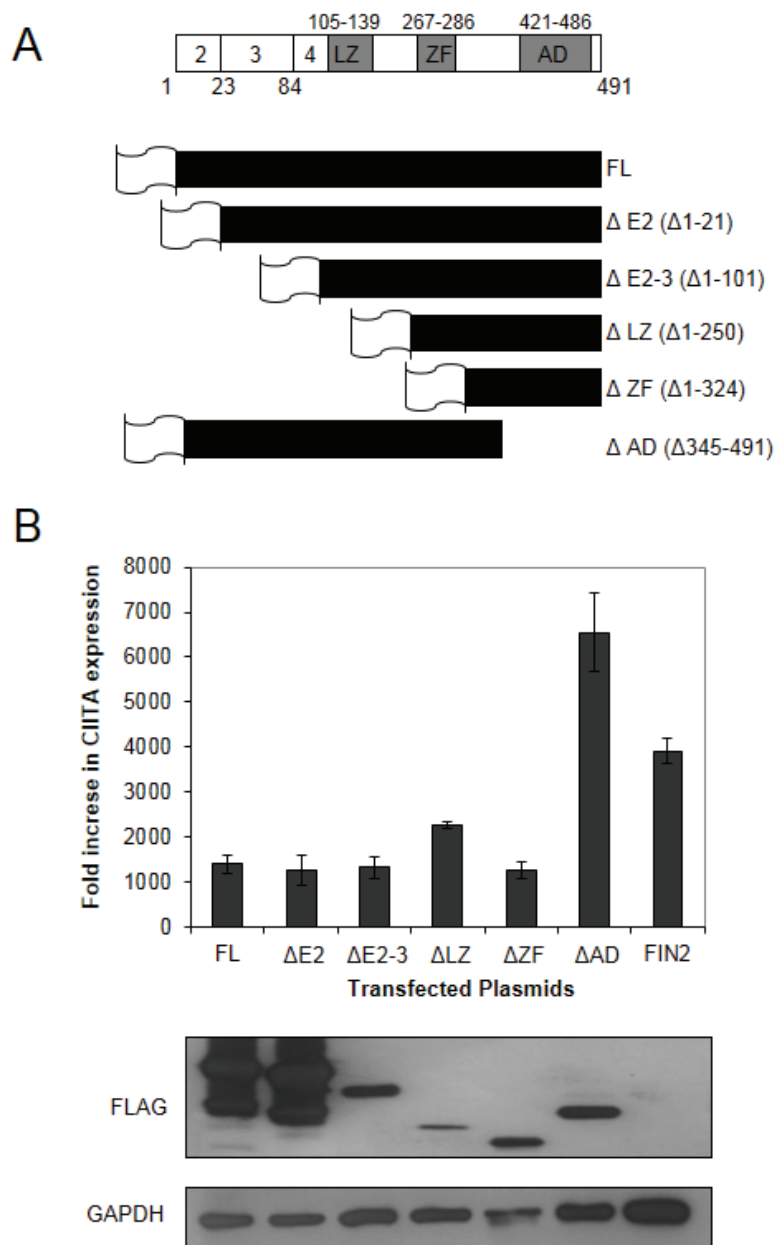 A
105-139 267-286 421-486
2 3 4 LZ ZF AD
1 23 84 491
FL
Δ E2 (Δ1-21)
Δ E2-3 (Δ1-101)
Δ LZ (Δ1-250)
Δ ZF (Δ1-324)
Δ AD (Δ345-491)
B
Fold increse in CIITA expression
8000
7000
6000
5000
4000
3000
2000
1000
0
FL ΔE2 ΔE2-3 ΔLZ ΔZF ΔAD FIN2
Transfected Plasmids
FLAG
GAPDH